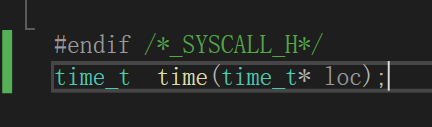 #endif /*_SYSCALL_H*/
time_t  time(time_t* loc);